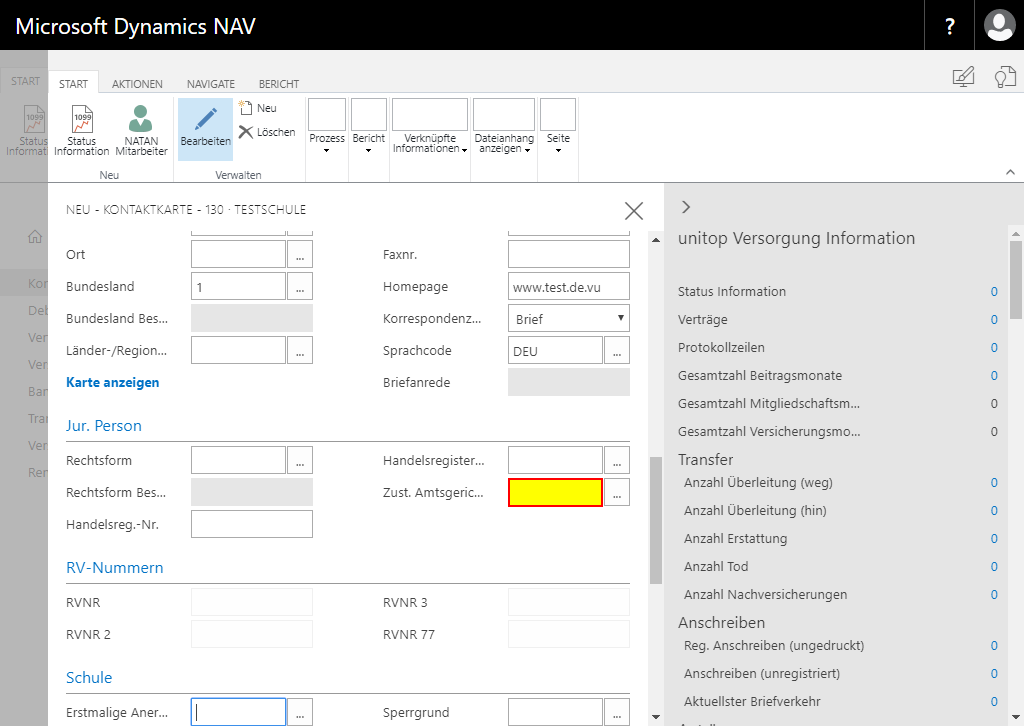 Microsoft Dynamics NAV
?
START
START
AKTIONEN
NAVIGATE
BERICHT
1099
Status
Informat
1099
Status
Information
NATAN
Mitarbeiter
Neu
Bearbeiten
Neu
Löschen
Verwalten
Prozess
Bericht
Verknüpfte
Informationen
Dateianhang
anzeigen
Seite
NEU - KONTAKTKARTE - 130 · TESTSCHULE
Ort
...
Faxnr.
Bundesland
1
...
Homepage
www.test.de.vu
Bundesland Bes...
Korrespondenz...
Brief
Länder-/Region...
...
Sprachcode
DEU
...
Karte anzeigen
Briefanrede
Jur. Person
Rechtsform
...
Handelsregister...
...
Rechtsform Bes...
Zust. Amtsgeric...
...
Handelsreg.-Nr.
RV-Nummern
RVNR
RVNR 3
RVNR 2
RVNR 77
Schule
Erstmalige Aner...
...
Sperrgrund
...
Kon
Deb
Ver
Ver
Ban
Tra
Ver
Ren
unitop Versorgung Information
Status Information 0
Verträge 0
Protokollzeilen 0
Gesamtzahl Beitragsmonate 0
Gesamtzahl Mitgliedschaftsm... 0
Gesamtzahl Versicherungsmo... 0
Transfer
Anzahl Überleitung (weg) 0
Anzahl Überleitung (hin) 0
Anzahl Erstattung 0
Anzahl Tod 0
Anzahl Nachversicherungen 0
Anschreiben
Reg. Anschreiben (ungedruckt) 0
Anschreiben (unregistriert) 0
Aktuellster Briefverkehr 0